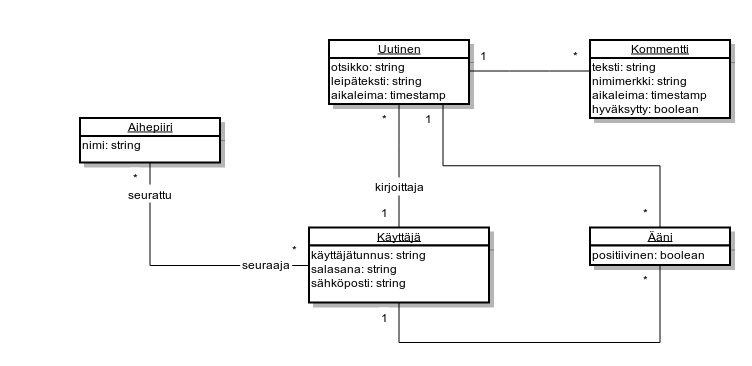 Uutinen
otsikko: string
leipäteksti: string
aikaleima: timestamp
1
*
Kommentti
teksti: string
nimimerkki: string
aikaleima: timestamp
hyväksytty: boolean
Aihepiiri
nimi: string
*
seurattu
*
1
kirjoittaja
1
*
seuraaja
Käyttäjä
käyttäjätunnus: string
salasana: string
sähköposti: string
*
Ääni
positiivinen: boolean
*
1